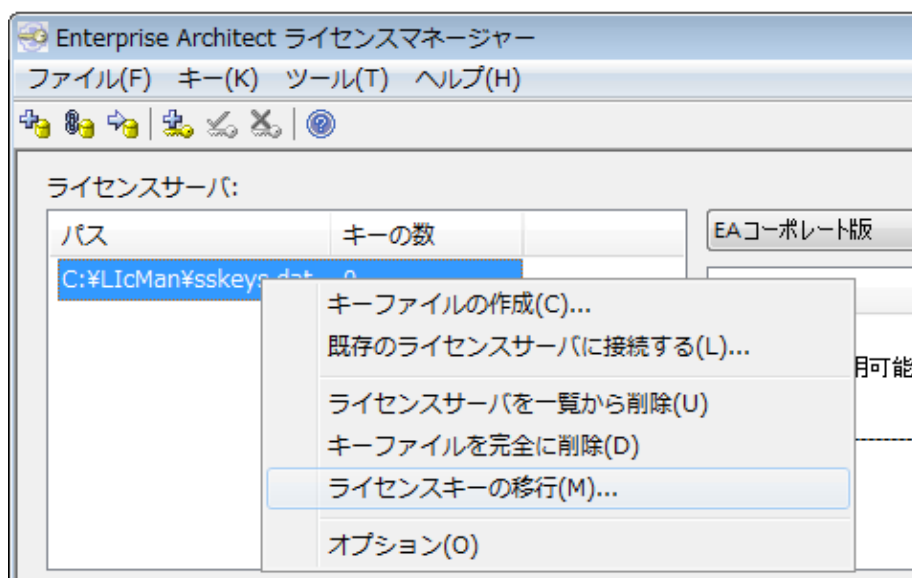 Enterprise Architect ライセンスマネージャー
ファイル(F) キー(K) ツール(T) ヘルプ(H)
ライセンスサーバ:
パス キーの数
EAコーポレート版
C:¥LIcMan¥sskeys.dat 0
キーファイルの作成(C)...
既存のライセンスサーバに接続する(L)...
用可能
ライセンスサーバを一覧から削除(U)
キーファイルを完全に削除(D)
ライセンスキーの移行(M)...
オプション(O)